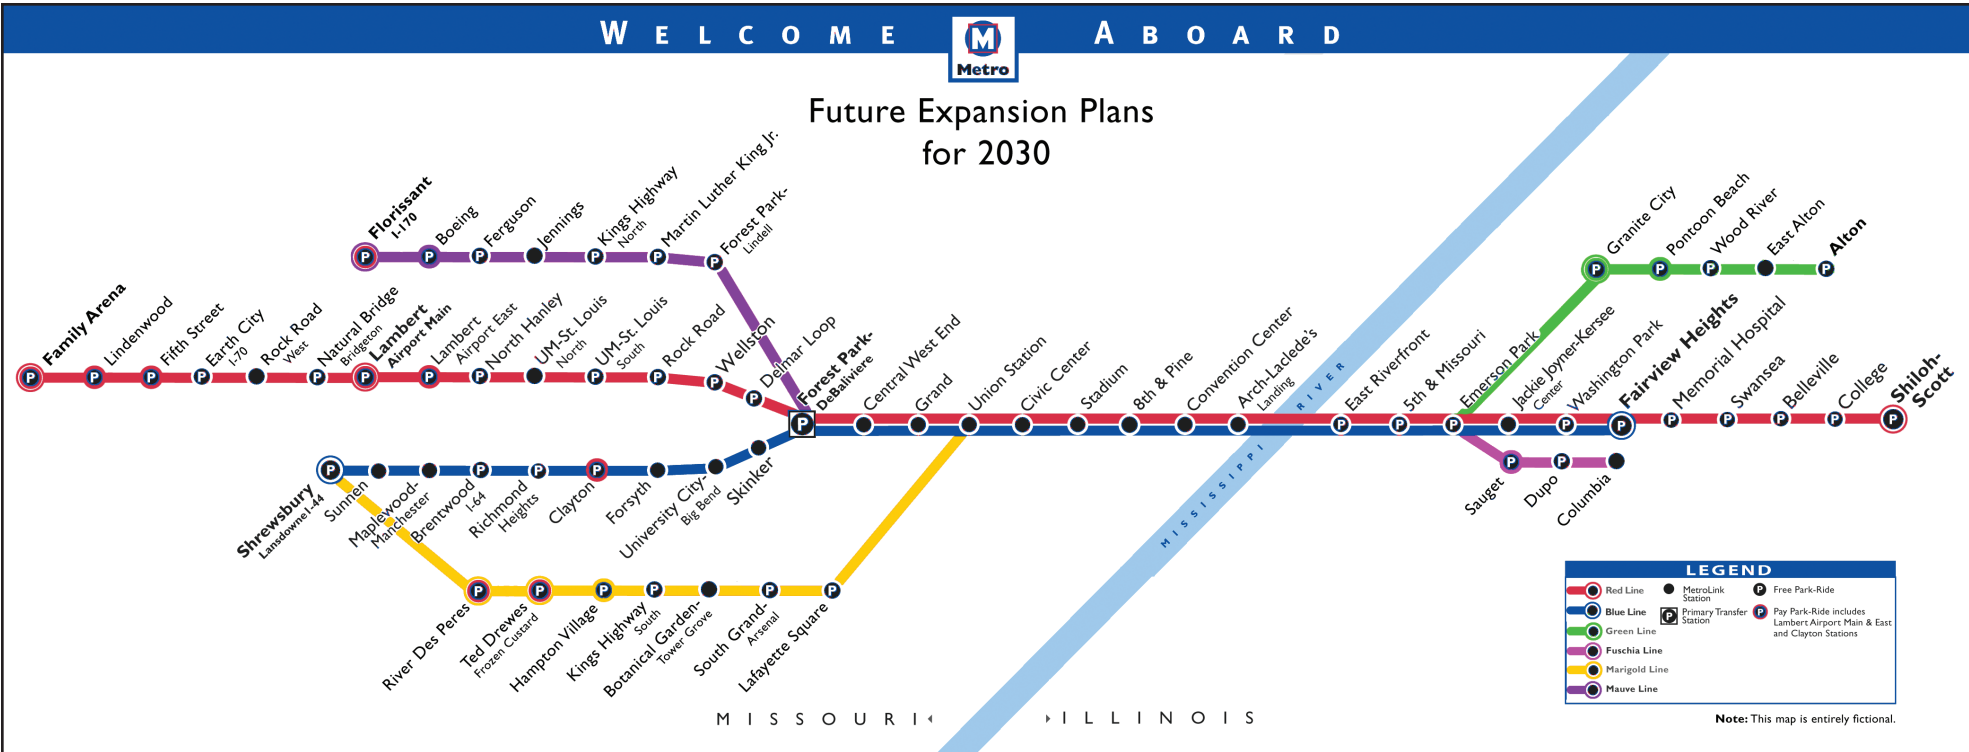 WELCOME ABOARD
M
Metro
Future Expansion Plans
for 2030
Florissant
I-170
Boeing
Ferguson
Jennings
Kings Highway
North
Martin Luther King Jr.
Forest Park-
Lindell
Family Arena
Lindenwood
Fifth Street
Earth City
I-70
Rock Road
West
Natural Bridge
Bridgeton
Lambert
Airport Main
Lambert
Airport East
North Hanley
UM-St. Louis
North
UM-St. Louis
South
Rock Road
Wellston
Delmar Loop
Forest Park-
DeBaliviere
Central West End
Grand
Union Station
Civic Center
Stadium
8th & Pine
Convention Center
Arch-Laclede's
Landing
East Riverfront
5th & Missouri
Emerson Park
Jackie Joyner-Kersee
Center
Washington Park
Fairview Heights
Memorial Hospital
Swansea
Belleville
College
Shiloh-
Scott
Granite City
Pontoon Beach
Wood River
East Alton
Alton
Shrewsbury
Lansdowne I-44
Sunnen
Maplewood-
Manchester
Brentwood
I-64
Richmond
Heights
Clayton
Forsyth
University City-
Big Bend
Skinker
Sauget
Dupo
Columbia
River Des Peres
Ted Drewes
Frozen Custard
Hampton Village
Kings Highway
South
Botanical Garden-
Tower Grove
South Grand-
Arsenal
Lafayette Square
MISSISSIPPI RIVER
MISSOURI
ILLINOIS
LEGEND
Red Line
Blue Line
Green Line
Fuschia Line
Marigold Line
Mauve Line
MetroLink
Station
P Primary Transfer
Station
P Free Park-Ride
P Pay Park-Ride includes
Lambert Airport Main & East
and Clayton Stations
Note: This map is entirely fictional.